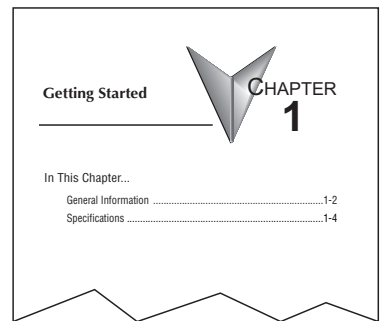 Getting Started
CHAPTER
1
In This Chapter...
General Information ..........................................................................1-2
Specifications .....................................................................................1-4